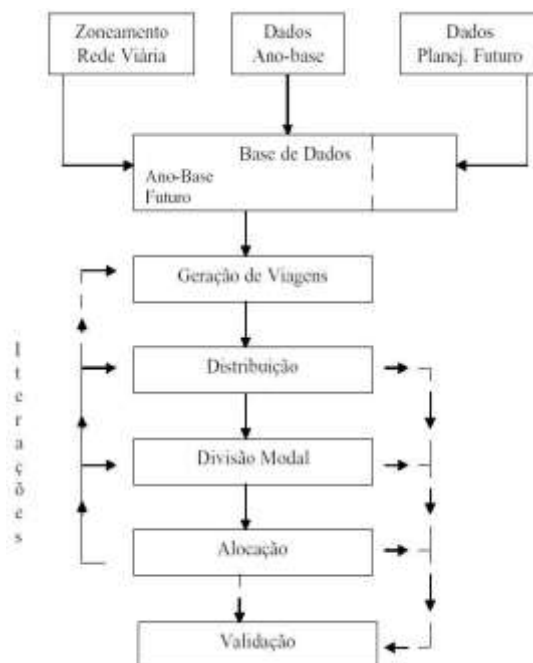 Zoneamento
Rede Viária
Dados
Ano-base
Dados
Planej. Futuro
Base de Dados
Ano-Base
Futuro
Geração de Viagens
Distribuição
Divisão Modal
Alocação
Validação
Iterações